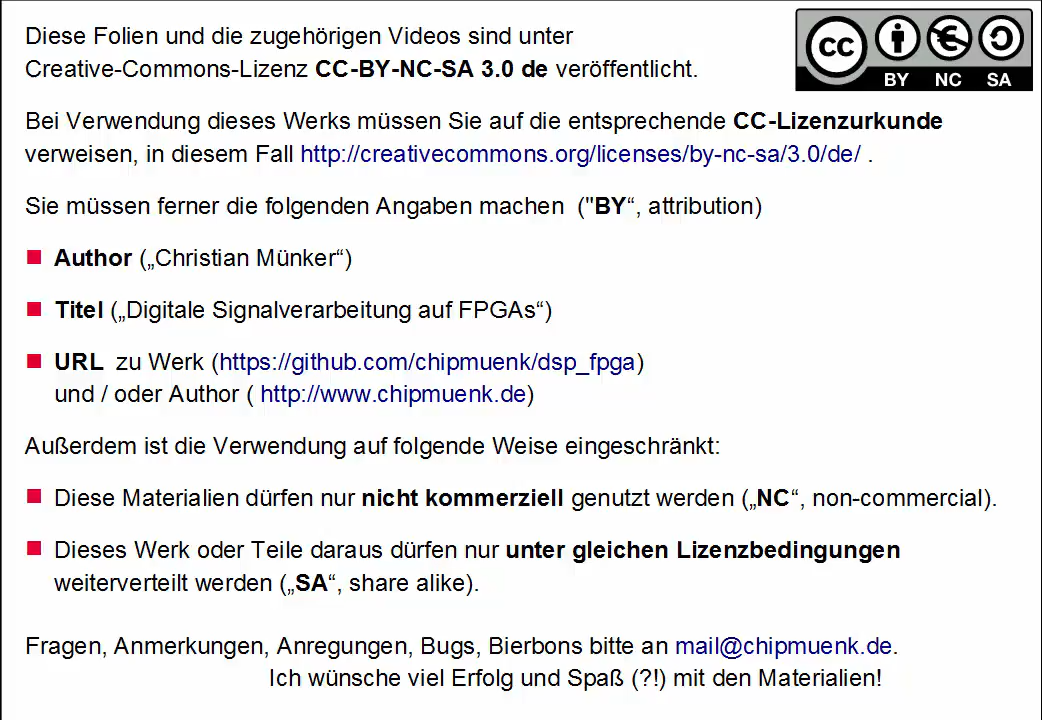 Diese Folien und die zugehörigen Videos sind unter
Creative-Commons-Lizenz CC-BY-NC-SA 3.0 de veröffentlicht.
cc
BY NC SA
Bei Verwendung dieses Werks müssen Sie auf die entsprechende CC-Lizenzurkunde
verweisen, in diesem Fall http://creativecommons.org/licenses/by-nc-sa/3.0/de/ .
Sie müssen ferner die folgenden Angaben machen ("BY“, attribution)
Author („Christian Münker“)
Titel („Digitale Signalverarbeitung auf FPGAs“)
URL zu Werk (https://github.com/chipmuenk/dsp_fpga)
und / oder Author ( http://www.chipmuenk.de)
Außerdem ist die Verwendung auf folgende Weise eingeschränkt:
Diese Materialien dürfen nur nicht kommerziell genutzt werden („NC“, non-commercial).
Dieses Werk oder Teile daraus dürfen nur unter gleichen Lizenzbedingungen
weiterverteilt werden („SA“, share alike).
Fragen, Anmerkungen, Anregungen, Bugs, Bierbons bitte an mail@chipmuenk.de.
Ich wünsche viel Erfolg und Spaß (?!) mit den Materialien!